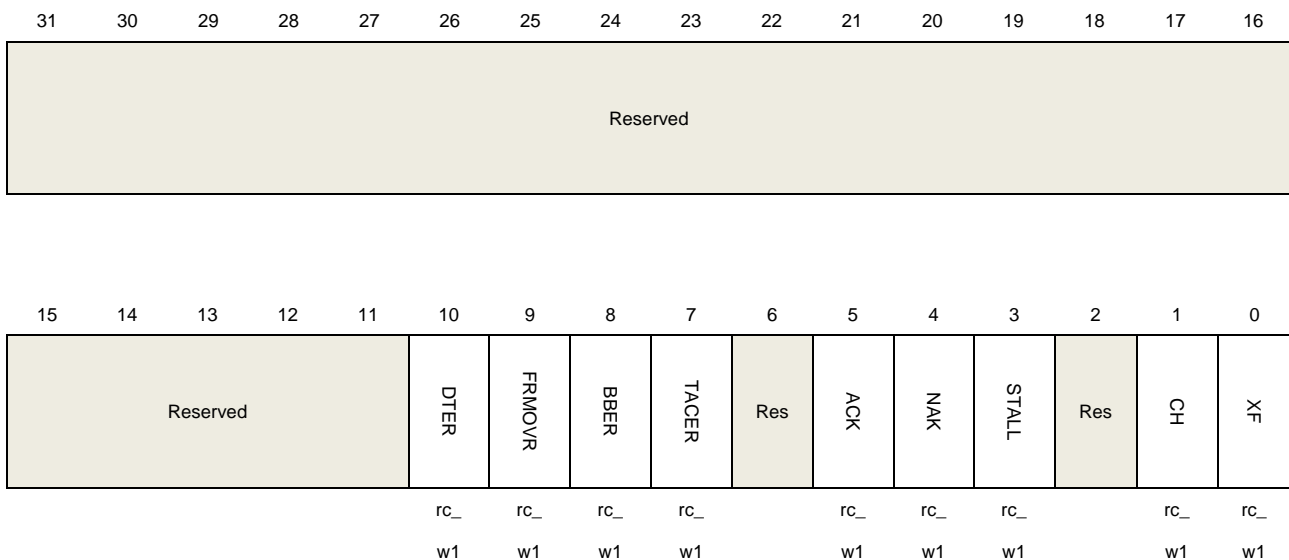 31 30 29 28 27 26 25 24 23 22 21 20 19 18 17 16
Reserved
15 14 13 12 11 10 9 8 7 6 5 4 3 2 1 0
Reserved DTER FRMOVR BBER TACER Res ACK NAK STALL Res CH XF
rc_ rc_ rc_ rc_ rc_ rc_ rc_ rc_ rc_
w1 w1 w1 w1 w1 w1 w1 w1 w1